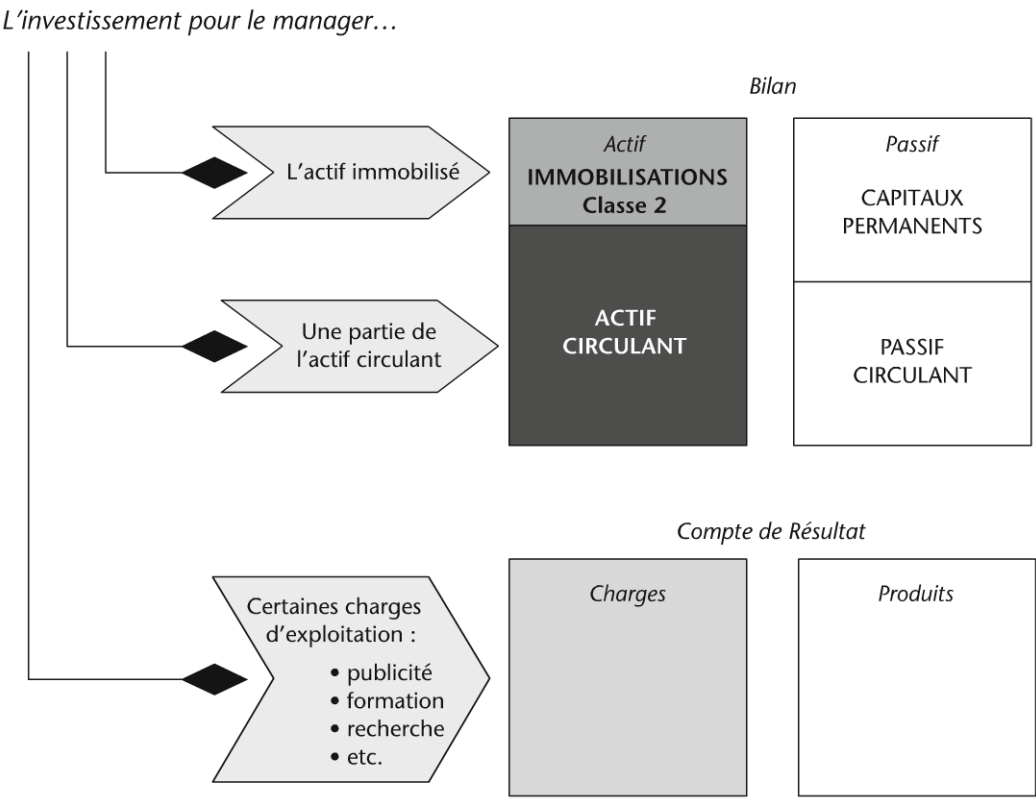 L'investissement pour le manager…
Bilan
L'actif immobilisé
Actif
IMMOBILISATIONS
Classe 2
Passif
CAPITAUX
PERMANENTS
Une partie de
l'actif circulant
ACTIF
CIRCULANT
PASSIF
CIRCULANT
Compte de Résultat
Certaines charges
d'exploitation :
• publicité
• formation
• recherche
• etc.
Charges
Produits